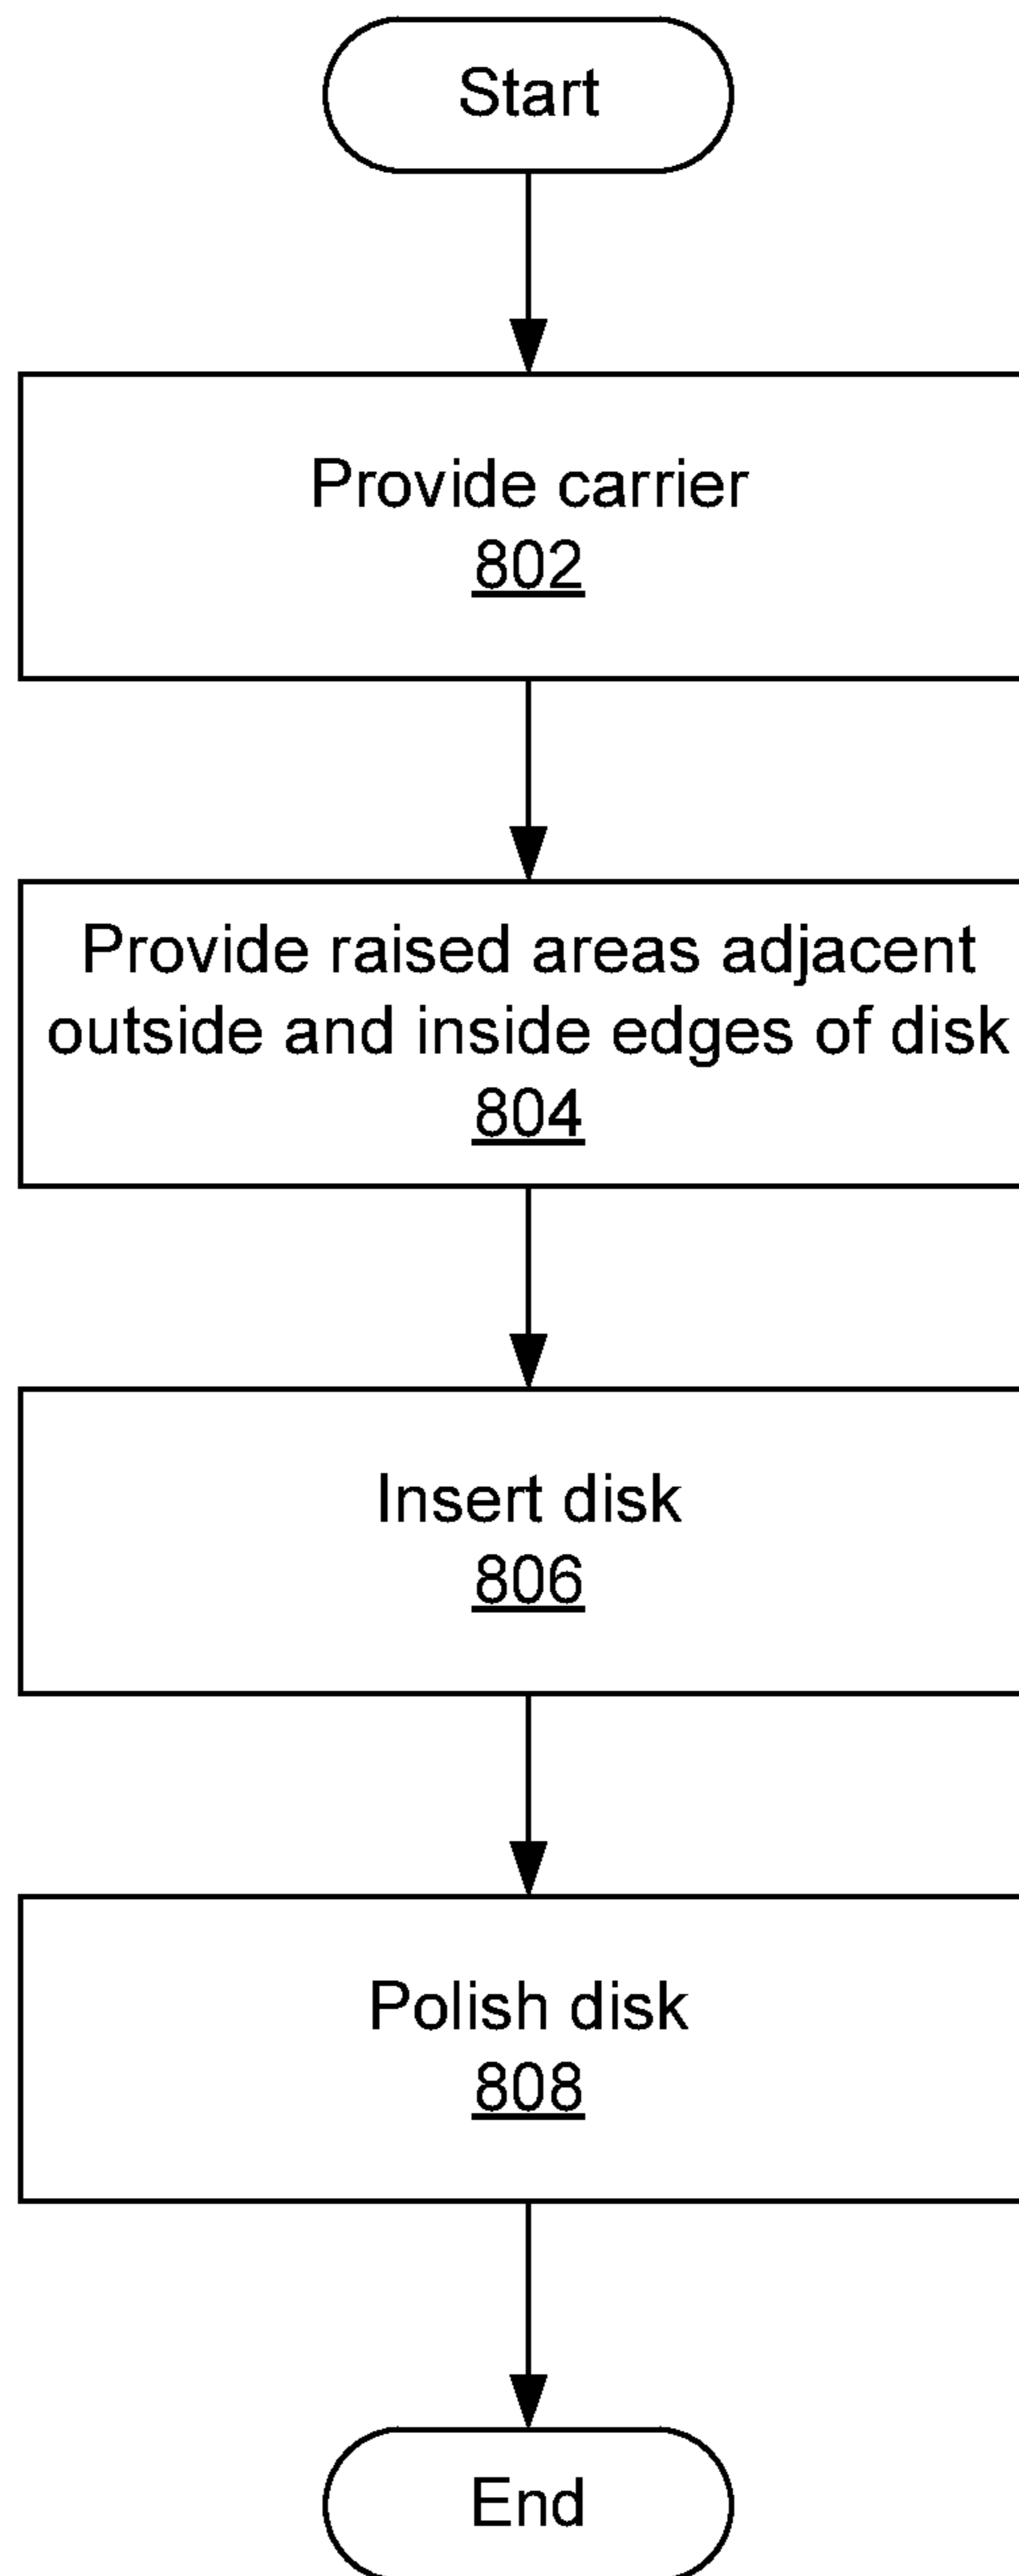 Start
Provide carrier
802
Provide raised areas adjacent
outside and inside edges of disk
804
Insert disk
806
Polish disk
808
End